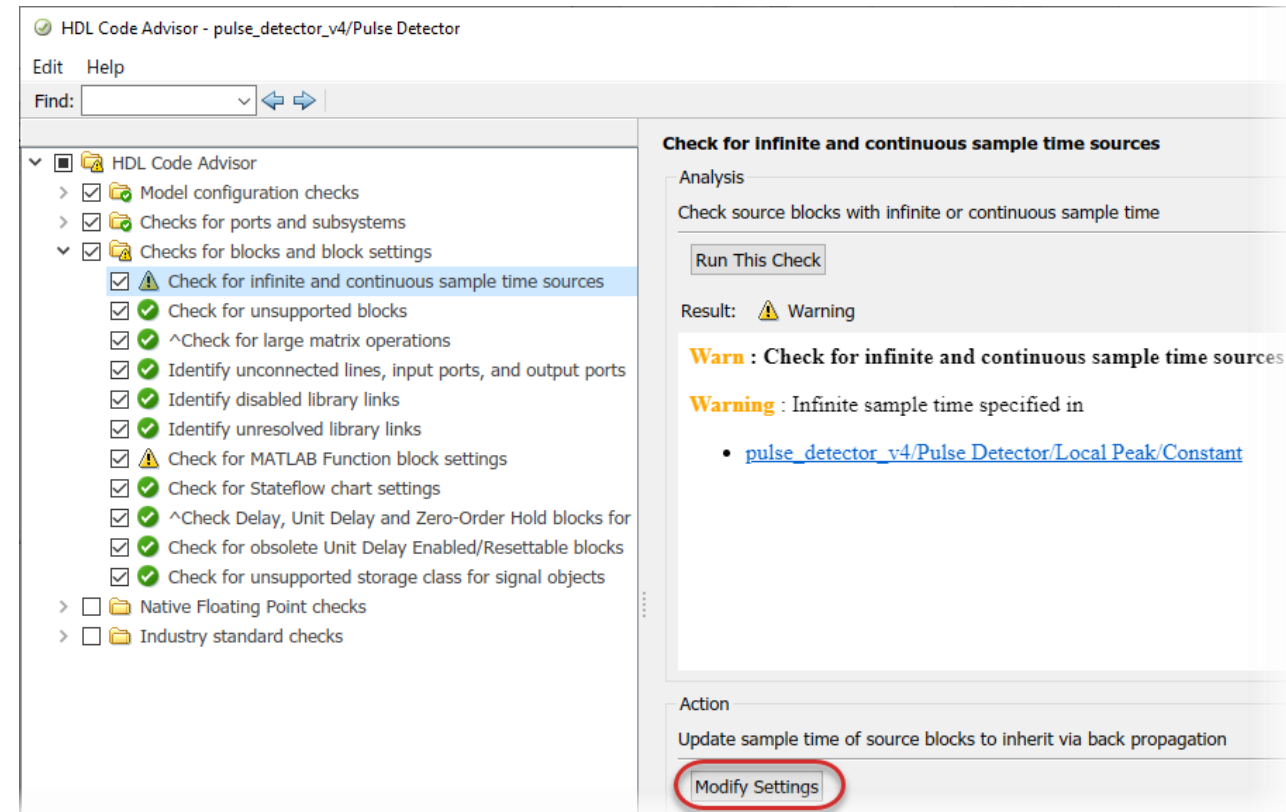 HDL Code Advisor - pulse_detector_v4/Pulse Detector
Edit Help
Find:
HDL Code Advisor
Model configuration checks
Checks for ports and subsystems
Checks for blocks and block settings
Check for infinite and continuous sample time sources
Check for unsupported blocks
^Check for large matrix operations
Identify unconnected lines, input ports, and output ports
Identify disabled library links
Identify unresolved library links
Check for MATLAB Function block settings
Check for Stateflow chart settings
^Check Delay, Unit Delay and Zero-Order Hold blocks for
Check for obsolete Unit Delay Enabled/Resettable blocks
Check for unsupported storage class for signal objects
Native Floating Point checks
Industry standard checks
Check for infinite and continuous sample time sources
Analysis
Check source blocks with infinite or continuous sample time
Run This Check
Result: Warning
Warn : Check for infinite and continuous sample time sources
Warning : Infinite sample time specified in
• pulse_detector_v4/Pulse Detector/Local Peak/Constant
Action
Update sample time of source blocks to inherit via back propagation
Modify Settings